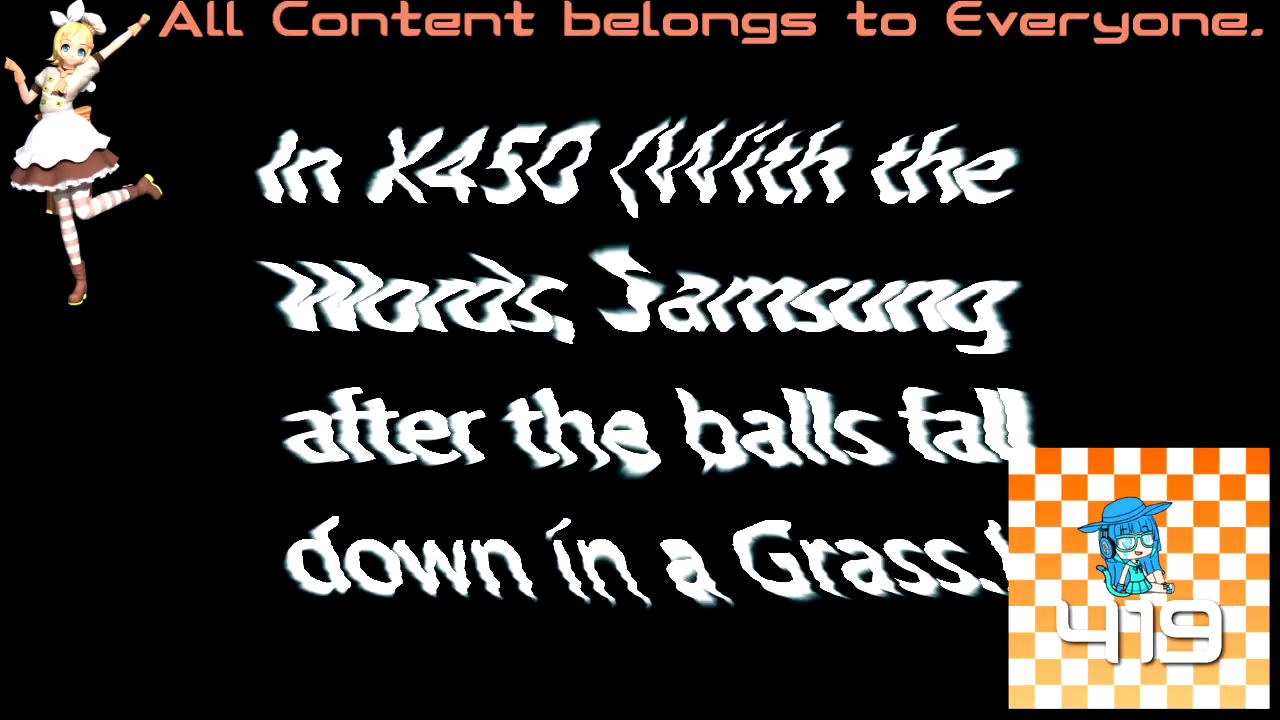 All Content belongs to Everyone.
In X450 (With the
Words, Samsung
after the balls fall
down in a Grass.)
419